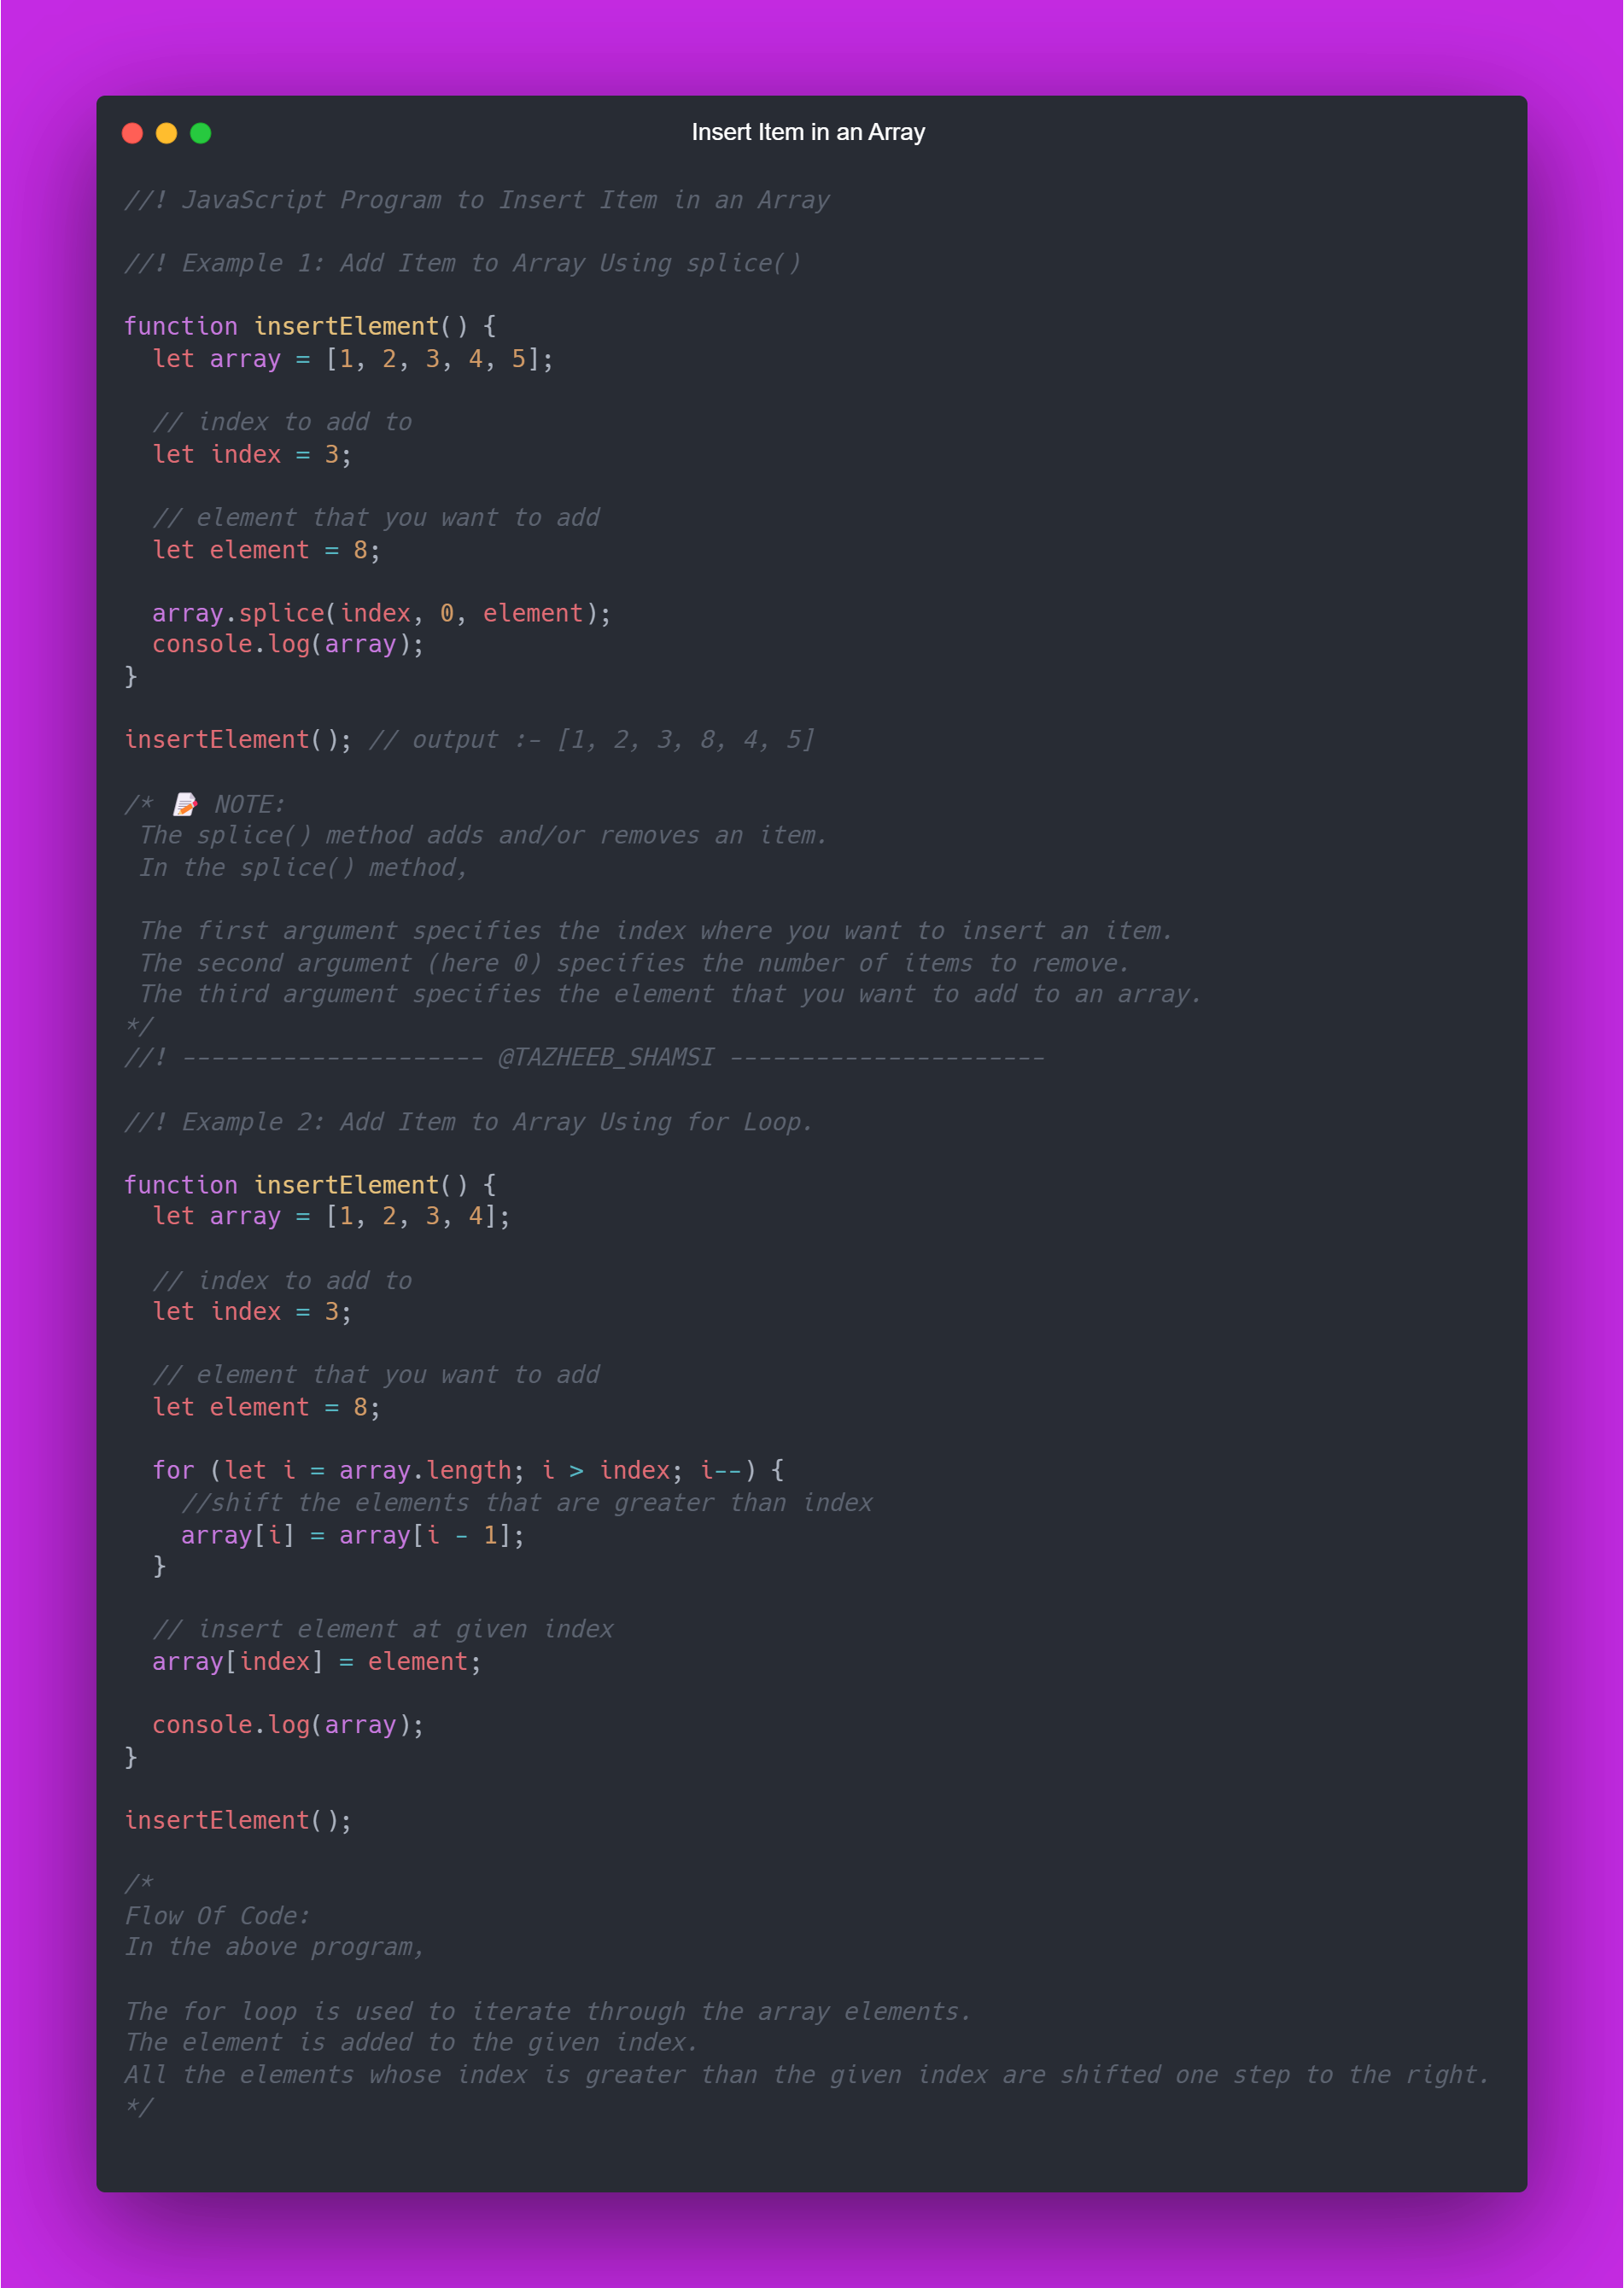 Insert Item in an Array
//! JavaScript Program to Insert Item in an Array
//! Example 1: Add Item to Array Using splice()
function insertElement() {
  let array = [1, 2, 3, 4, 5];
  // index to add to
  let index = 3;
  // element that you want to add
  let element = 8;
  array.splice(index, 0, element);
  console.log(array);
}
insertElement(); // output :- [1, 2, 3, 8, 4, 5]
/* 📝 NOTE:
 The splice() method adds and/or removes an item.
 In the splice() method,
 The first argument specifies the index where you want to insert an item.
 The second argument (here 0) specifies the number of items to remove.
 The third argument specifies the element that you want to add to an array.
*/
//! --------------------- @TAZHEEB_SHAMSI ----------------------
//! Example 2: Add Item to Array Using for Loop.
function insertElement() {
  let array = [1, 2, 3, 4];
  // index to add to
  let index = 3;
  // element that you want to add
  let element = 8;
  for (let i = array.length; i > index; i--) {
    //shift the elements that are greater than index
    array[i] = array[i - 1];
  }
  // insert element at given index
  array[index] = element;
  console.log(array);
}
insertElement();
/*
Flow Of Code:
In the above program,
The for loop is used to iterate through the array elements.
The element is added to the given index.
All the elements whose index is greater than the given index are shifted one step to the right.
*/